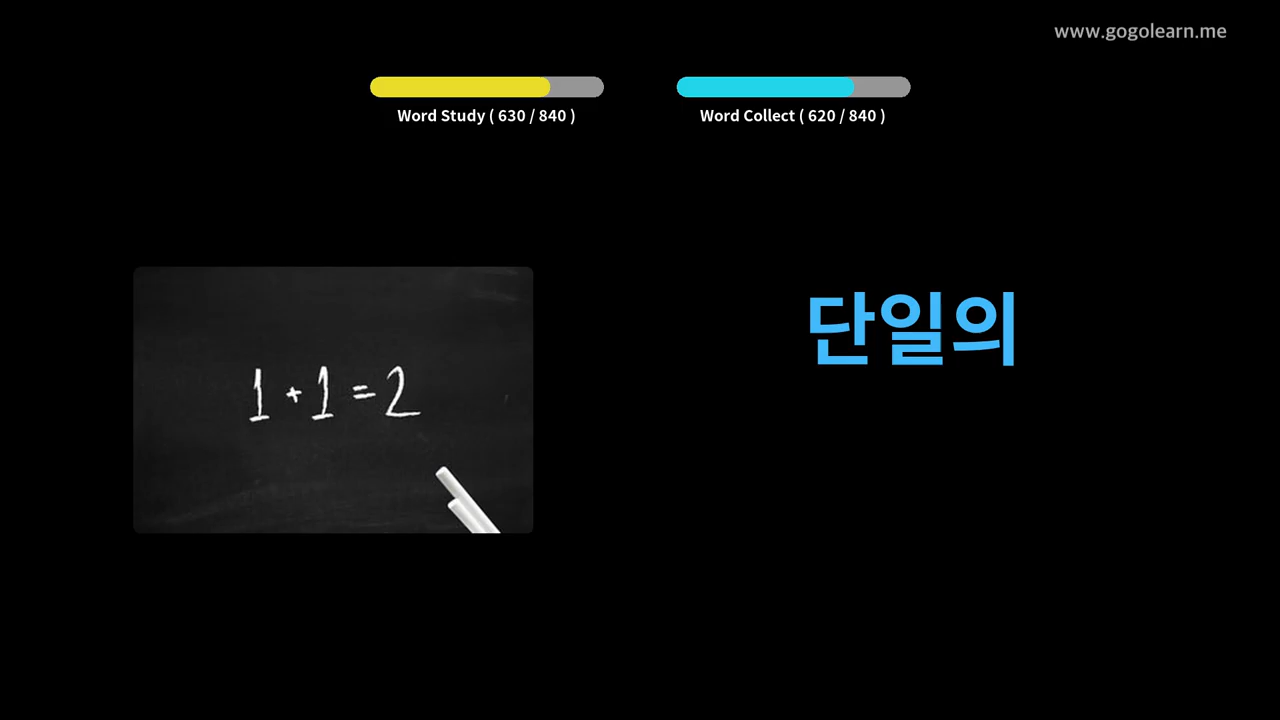 www.gogolearn.me
Word Study ( 630 / 840 )
Word Collect ( 620 / 840 )
1 + 1 = 2
단일의